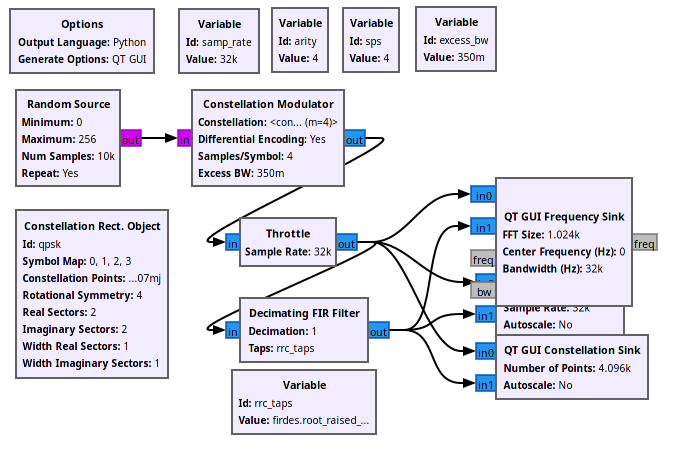 Options
Output Language: Python
Generate Options: QT GUI
Variable
Id: samp_rate
Value: 32k
Variable
Id: arity
Value: 4
Variable
Id: sps
Value: 4
Variable
Id: excess_bw
Value: 350m
Random Source
Minimum: 0
Maximum: 256
Num Samples: 10k
Repeat: Yes
out
in
Constellation Modulator
Constellation: <con... (m=4)>
Differential Encoding: Yes
Samples/Symbol: 4
Excess BW: 350m
out
Constellation Rect. Object
Id: qpsk
Symbol Map: 0, 1, 2, 3
Constellation Points: ...07mj
Rotational Symmetry: 4
Real Sectors: 2
Imaginary Sectors: 2
Width Real Sectors: 1
Width Imaginary Sectors: 1
in
Throttle
Sample Rate: 32k
out
in0
in1
freq
bw
QT GUI Frequency Sink
FFT Size: 1.024k
Center Frequency (Hz): 0
Bandwidth (Hz): 32k
freq
in
Decimating FIR Filter
Decimation: 1
Taps: rrc_taps
out
in1
Sample Rate: 32k
Autoscale: No
in0
in1
QT GUI Constellation Sink
Number of Points: 4.096k
Autoscale: No
Variable
Id: rrc_taps
Value: firdes.root_raised_...